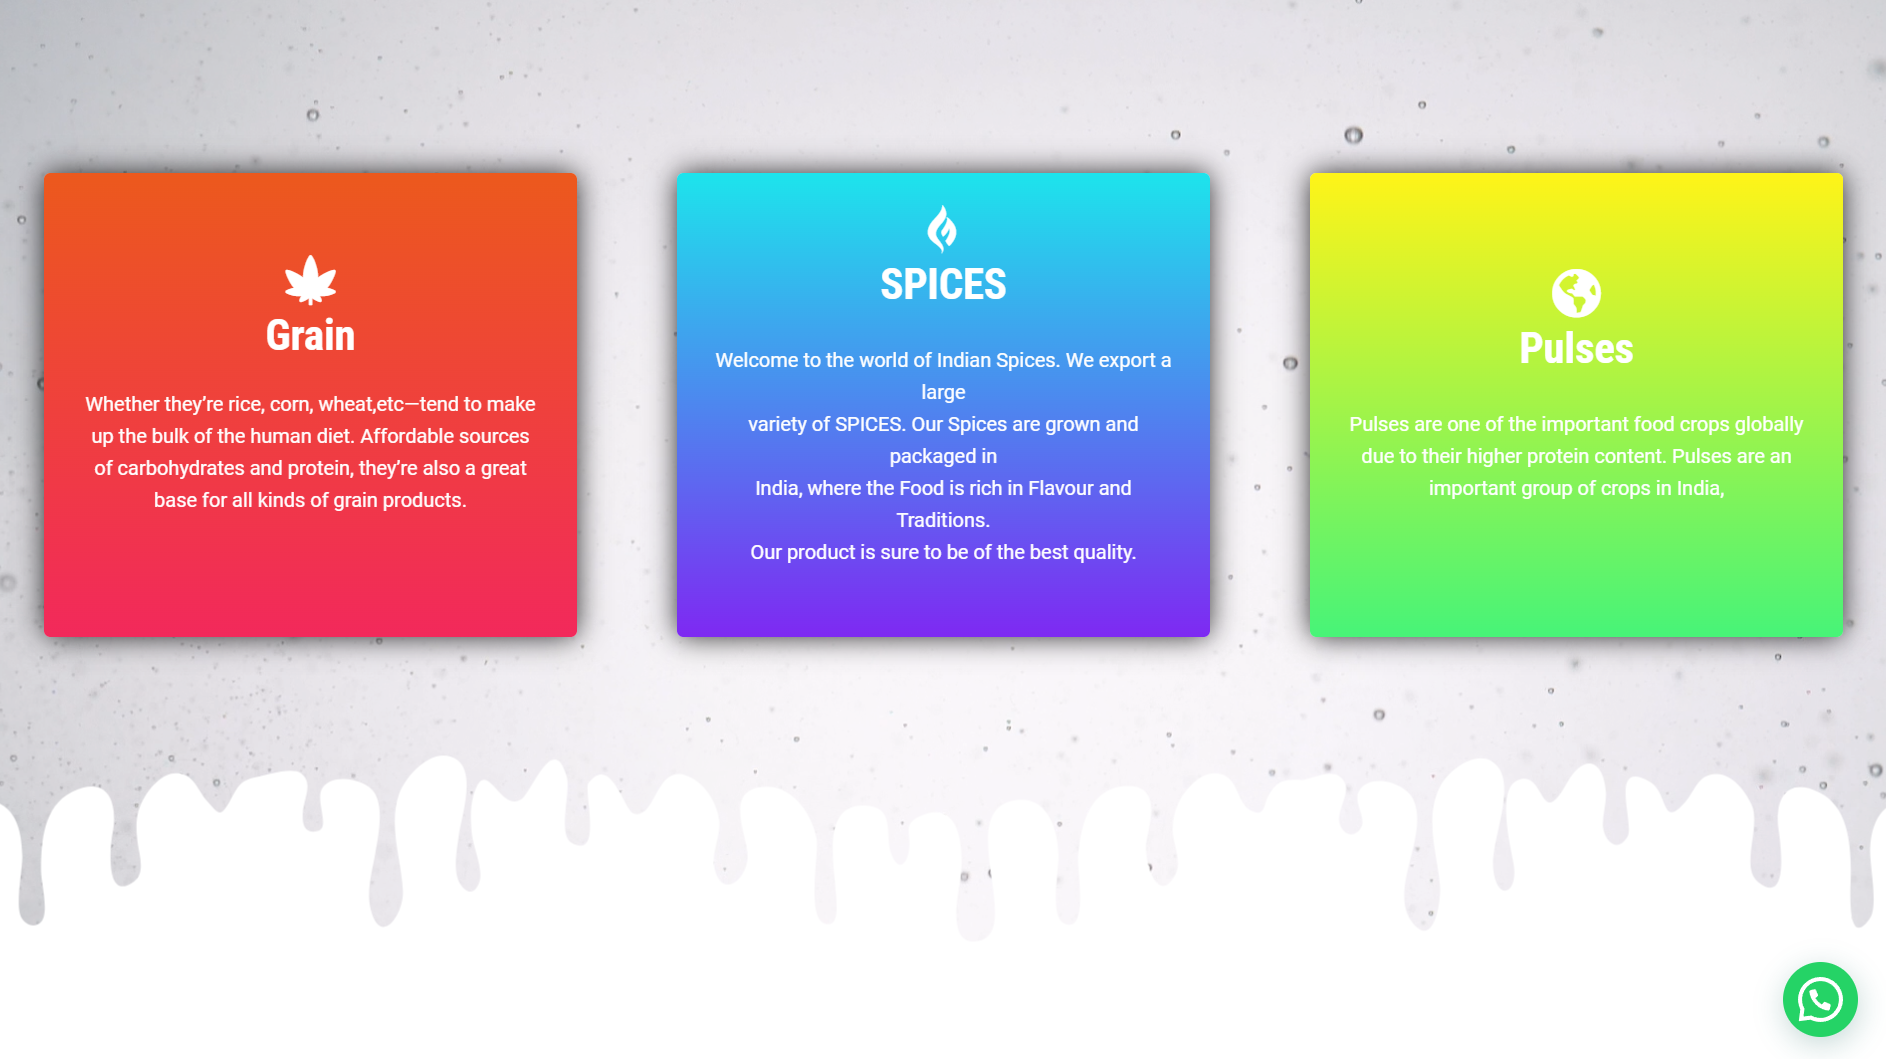 Grain
Whether they’re rice, corn, wheat,etc—tend to make
up the bulk of the human diet. Affordable sources
of carbohydrates and protein, they’re also a great
base for all kinds of grain products.
SPICES
Welcome to the world of Indian Spices. We export a
large
variety of SPICES. Our Spices are grown and
packaged in
India, where the Food is rich in Flavour and
Traditions.
Our product is sure to be of the best quality.
Pulses
Pulses are one of the important food crops globally
due to their higher protein content. Pulses are an
important group of crops in India,